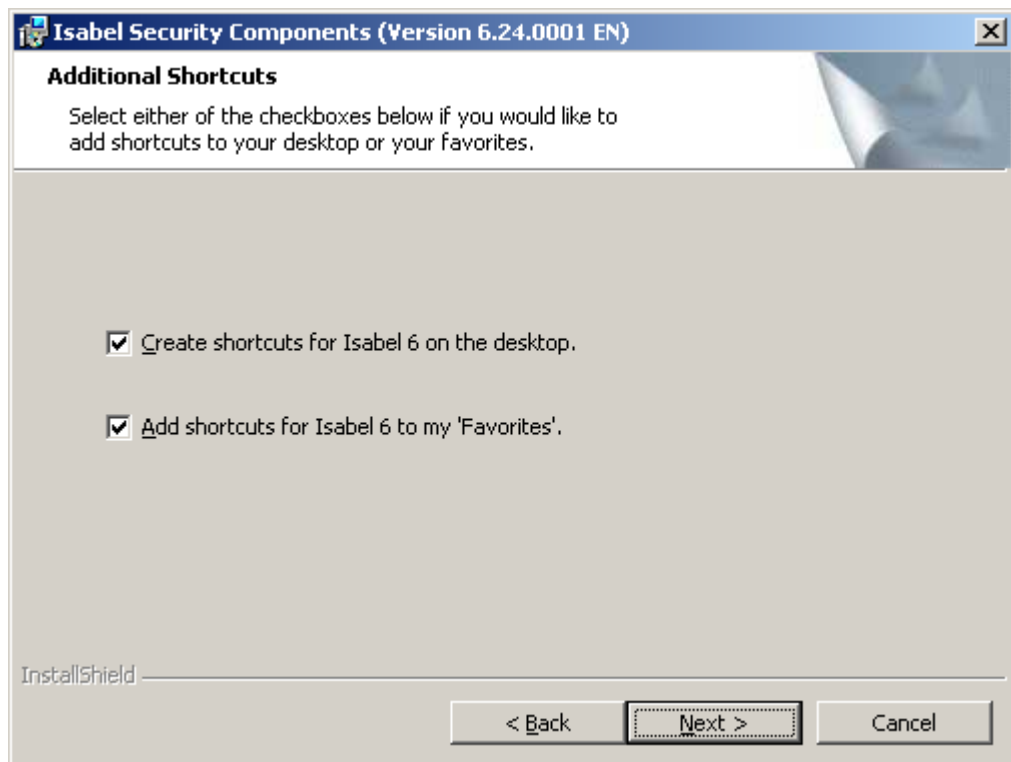 Isabel Security Components (Version 6.24.0001 EN)
Additional Shortcuts
Select either of the checkboxes below if you would like to
add shortcuts to your desktop or your favorites.
Create shortcuts for Isabel 6 on the desktop.
Add shortcuts for Isabel 6 to my 'Favorites'.
InstallShield
< Back Next > Cancel